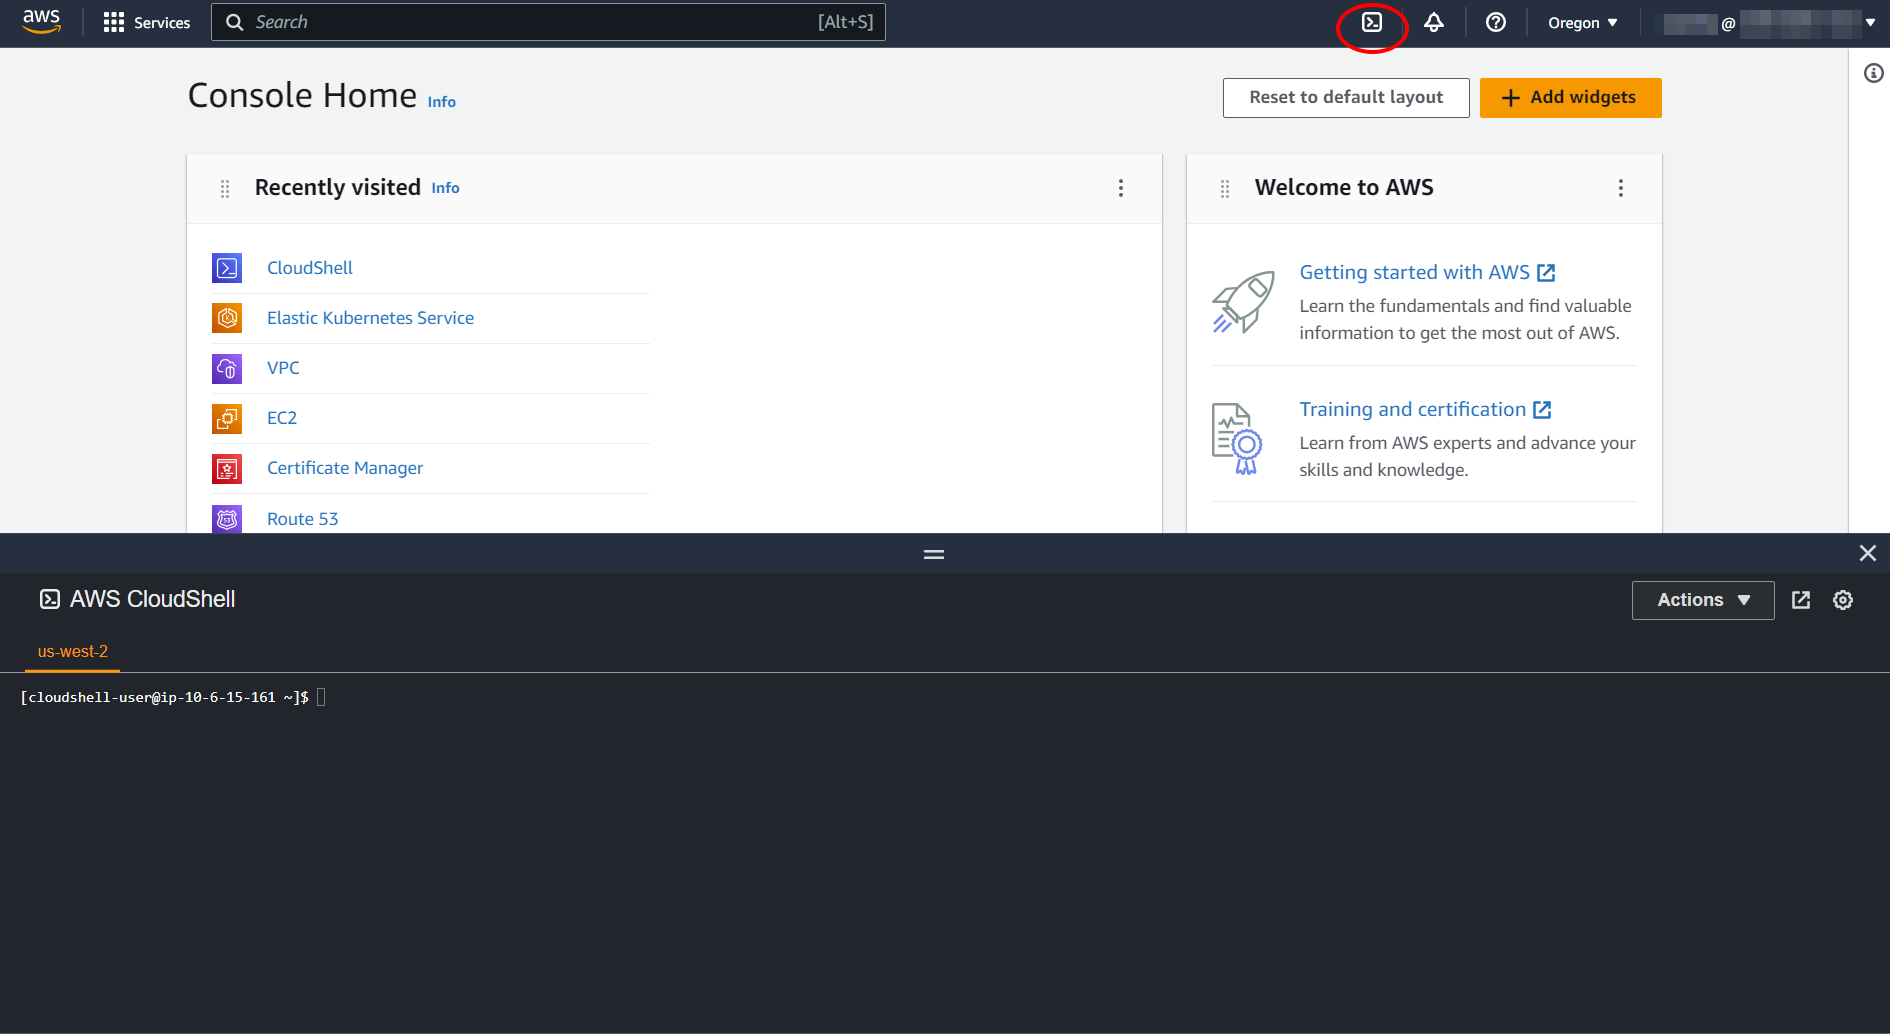 aws Services Search [Alt+S] Oregon @
Console Home Info
Reset to default layout
Add widgets
Recently visited Info
CloudShell
Elastic Kubernetes Service
VPC
EC2
Certificate Manager
Route 53
Welcome to AWS
Getting started with AWS
Learn the fundamentals and find valuable
information to get the most out of AWS.
Training and certification
Learn from AWS experts and advance your
skills and knowledge.
AWS CloudShell
Actions
us-west-2
[cloudshell-user@ip-10-6-15-161 ~]$